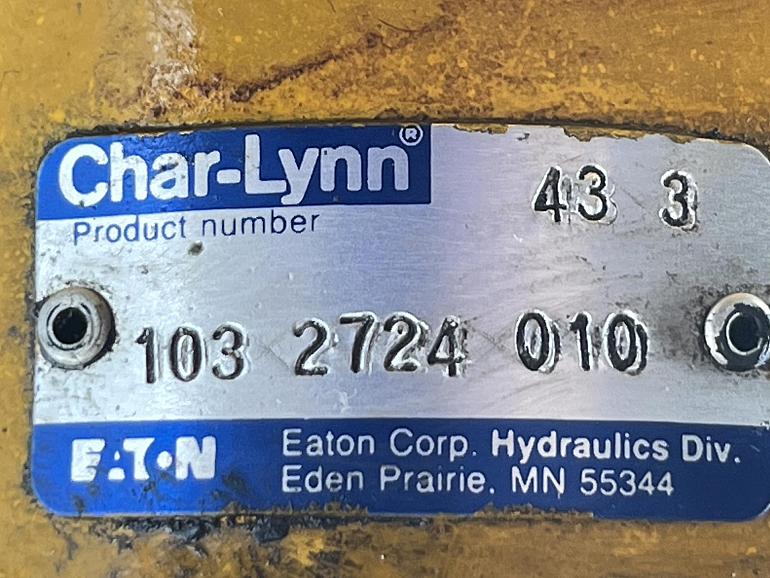 Char-Lynn®
Product number
43 3
103 2724 010
EATON
Eaton Corp. Hydraulics Div.
Eden Prairie. MN 55344